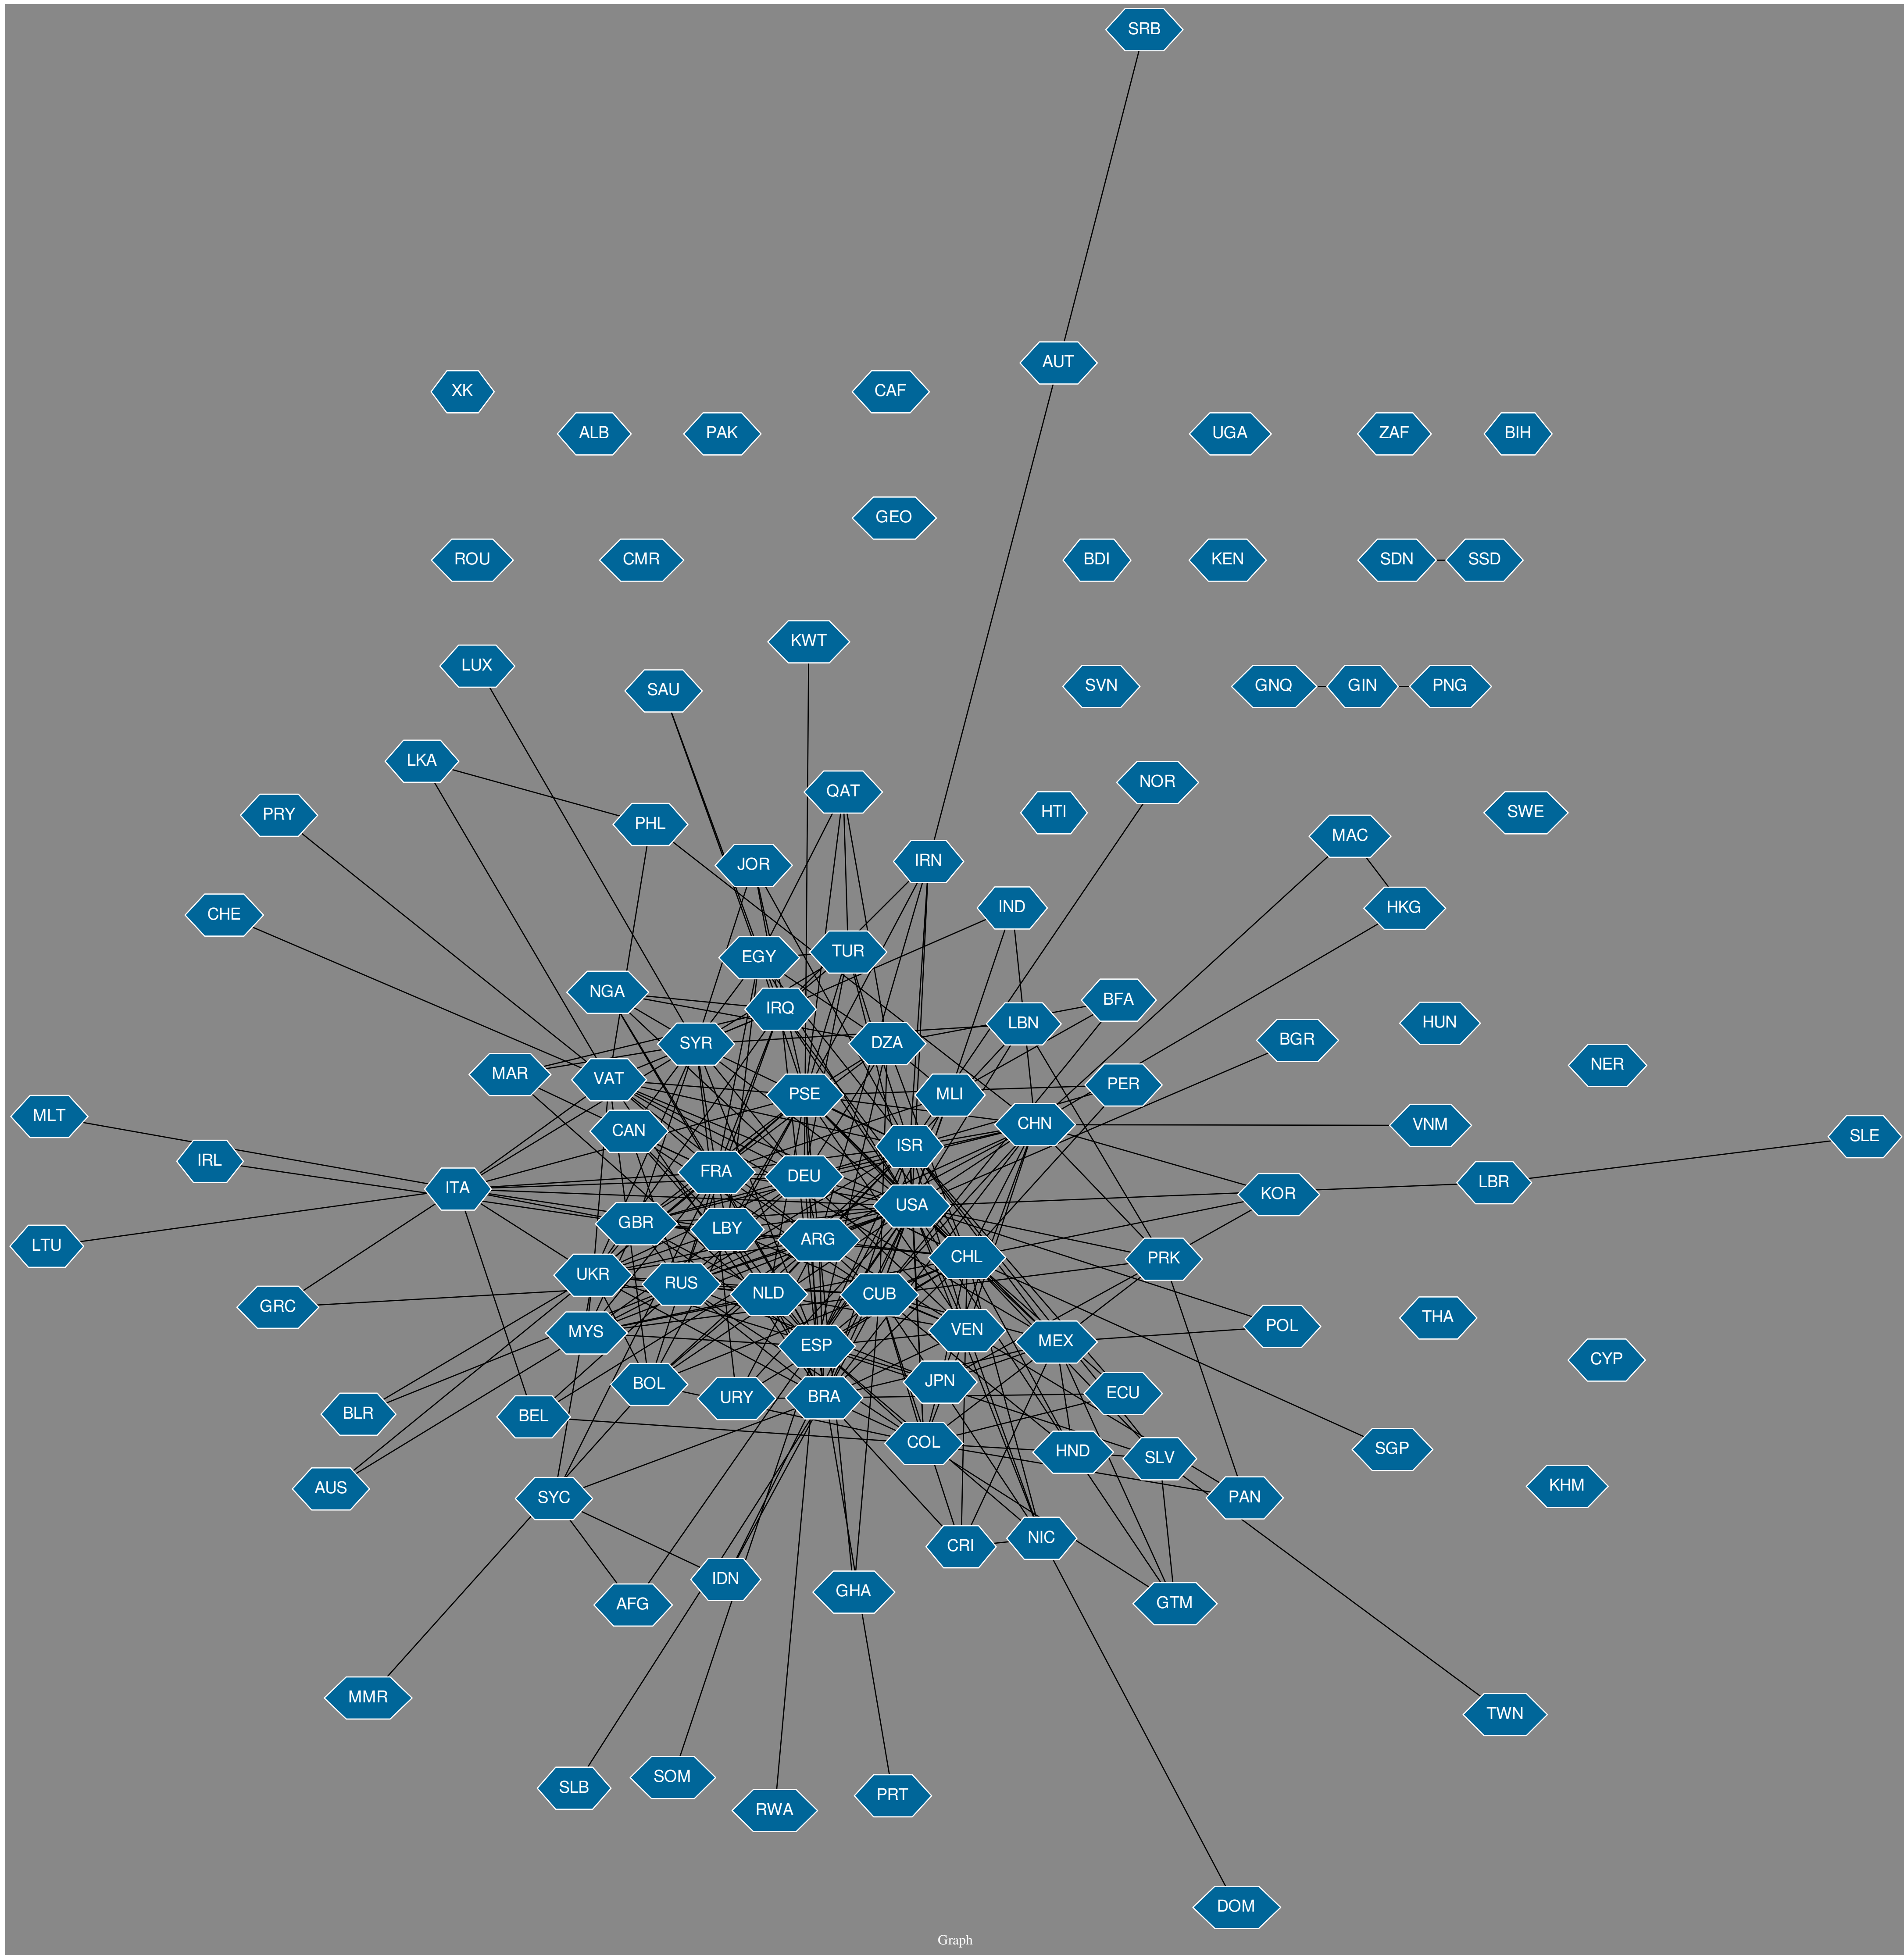 SRB
AUT
XK
CAF
ALB
PAK
UGA
ZAF
BIH
GEO
ROU
CMR
BDI
KEN
SDN
SSD
KWT
LUX
SAU
SVN
GNQ
GIN
PNG
LKA
QAT
NOR
PRY
PHL
HTI
SWE
MAC
JOR
IRN
CHE
IND
HKG
EGY
TUR
NGA
IRQ
BFA
LBN
HUN
SYR
DZA
BGR
NER
MAR
VAT
PSE
MLI
PER
MLT
CAN
CHN
VNM
SLE
IRL
ISR
FRA
DEU
LBR
ITA
KOR
USA
GBR
LBY
LTU
ARG
CHL
PRK
UKR
RUS
NLD
CUB
GRC
THA
MYS
VEN
POL
ESP
MEX
CYP
BOL
JPN
URY
BRA
ECU
BLR
BEL
COL
HND
SLV
SGP
AUS
KHM
SYC
PAN
CRI
NIC
IDN
GHA
AFG
GTM
MMR
TWN
SOM
SLB
PRT
RWA
DOM
Graph